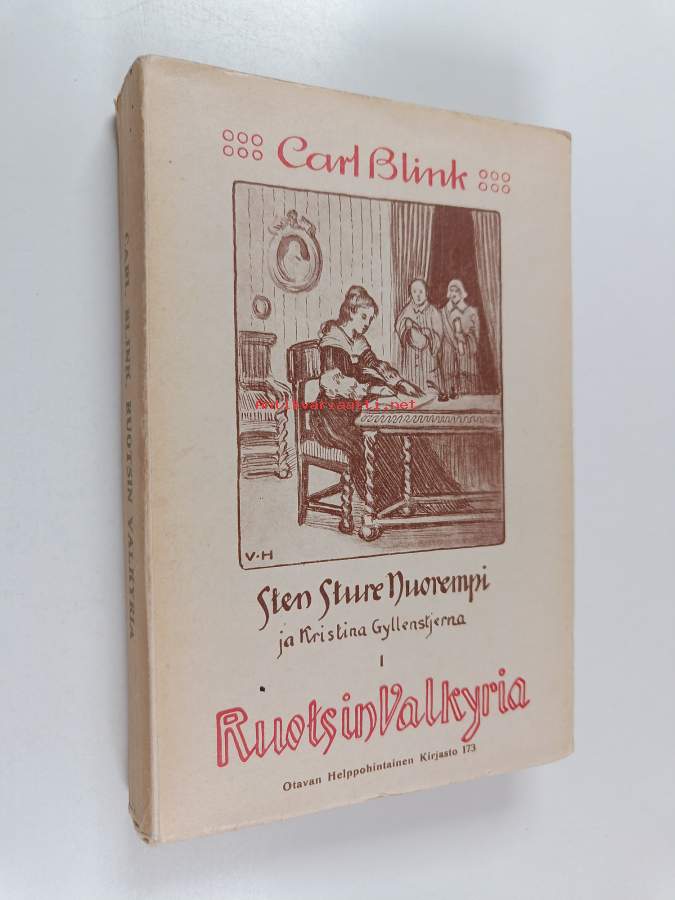 Carl Blink
Antikvariaatti.net
V·H
Sten Sture Nuorempi
ja Kristina Gyllenstjerna
I
Ruotsin Valkyria
Otavan Helppohintainen Kirjasto 173
CARL BLINK, RUOTSIN VALKYRIA